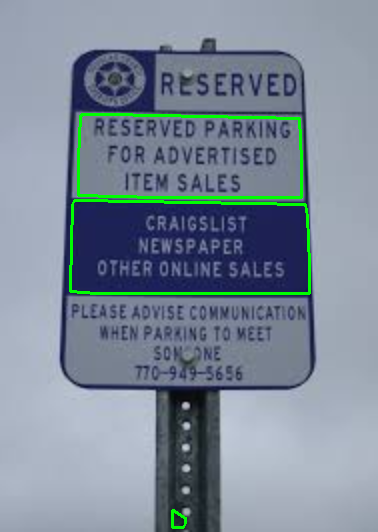 RESERVED
RESERVED PARKING
FOR ADVERTISED
ITEM SALES
CRAIGSLIST
NEWSPAPER
OTHER ONLINE SALES
PLEASE ADVISE COMMUNICATION
WHEN PARKING TO MEET
SOMEONE
770-949-5656